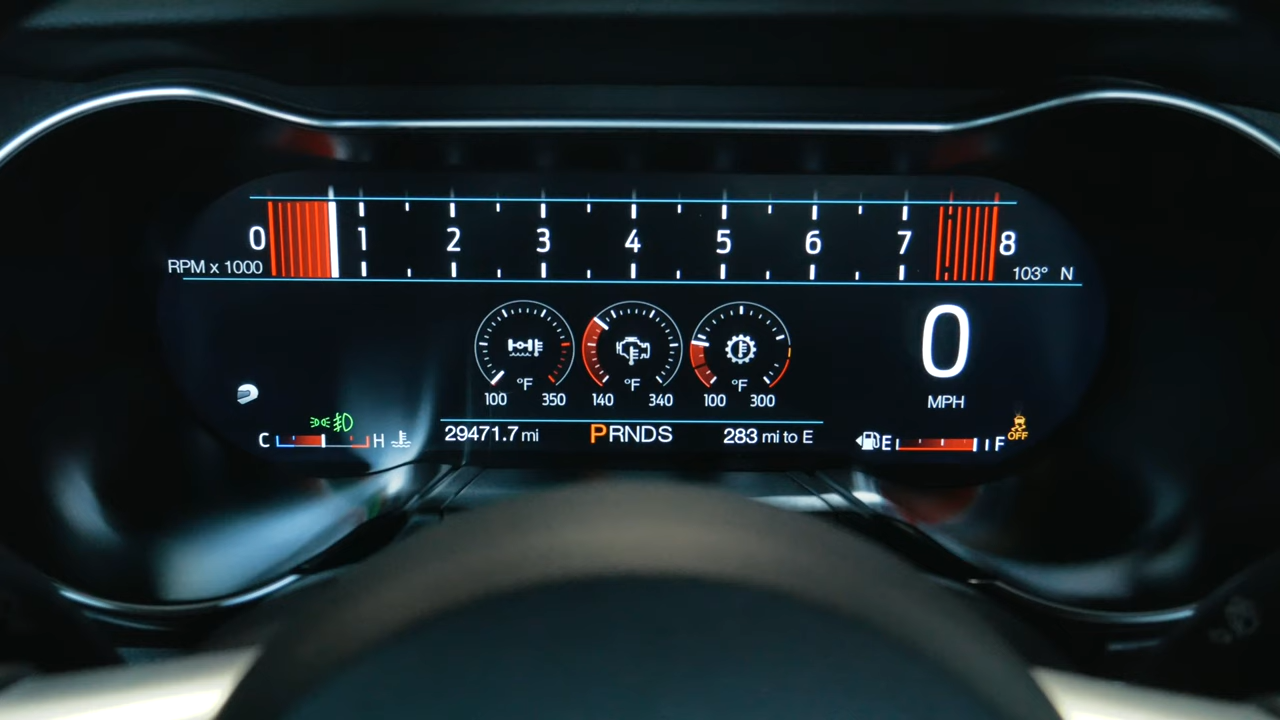 0 1 2 3 4 5 6 7 8
RPM x 1000
103° N
0
MPH
°F °F °F
100 350 140 340 100 300
C H
29471.7 mi
PRNDS
283 mi to E
E F
OFF